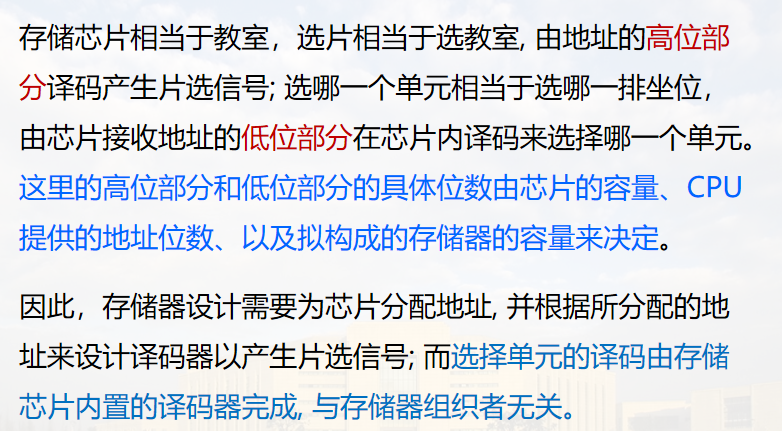 存储芯片相当于教室，选片相当于选教室, 由地址的高位部
分译码产生片选信号; 选哪一个单元相当于选哪一排坐位，
由芯片接收地址的低位部分在芯片内译码来选择哪一个单元。
这里的高位部分和低位部分的具体位数由芯片的容量、CPU
提供的地址位数、以及拟构成的存储器的容量来决定。
因此，存储器设计需要为芯片分配地址, 并根据所分配的地
址来设计译码器以产生片选信号; 而选择单元的译码由存储
芯片内置的译码器完成, 与存储器组织者无关。